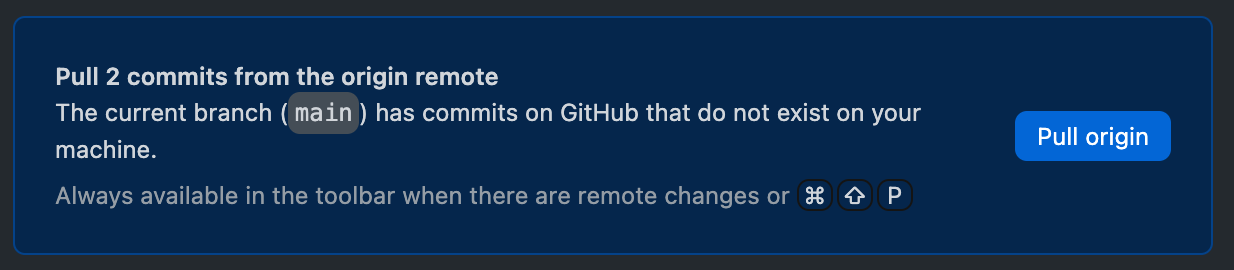 Pull 2 commits from the origin remote
The current branch (main) has commits on GitHub that do not exist on your
machine.
Pull origin
Always available in the toolbar when there are remote changes or ⌘ ⇧ P